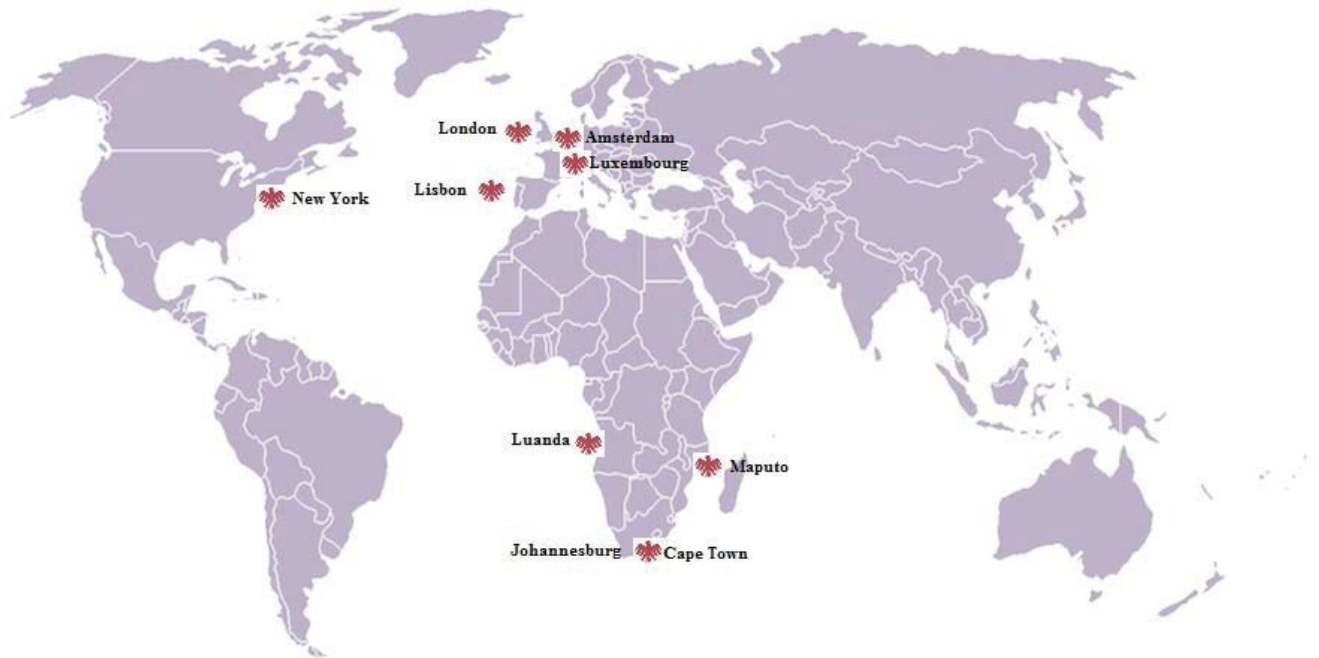 London
Amsterdam
Luxembourg
Lisbon
New York
Luanda
Maputo
Johannesburg
Cape Town